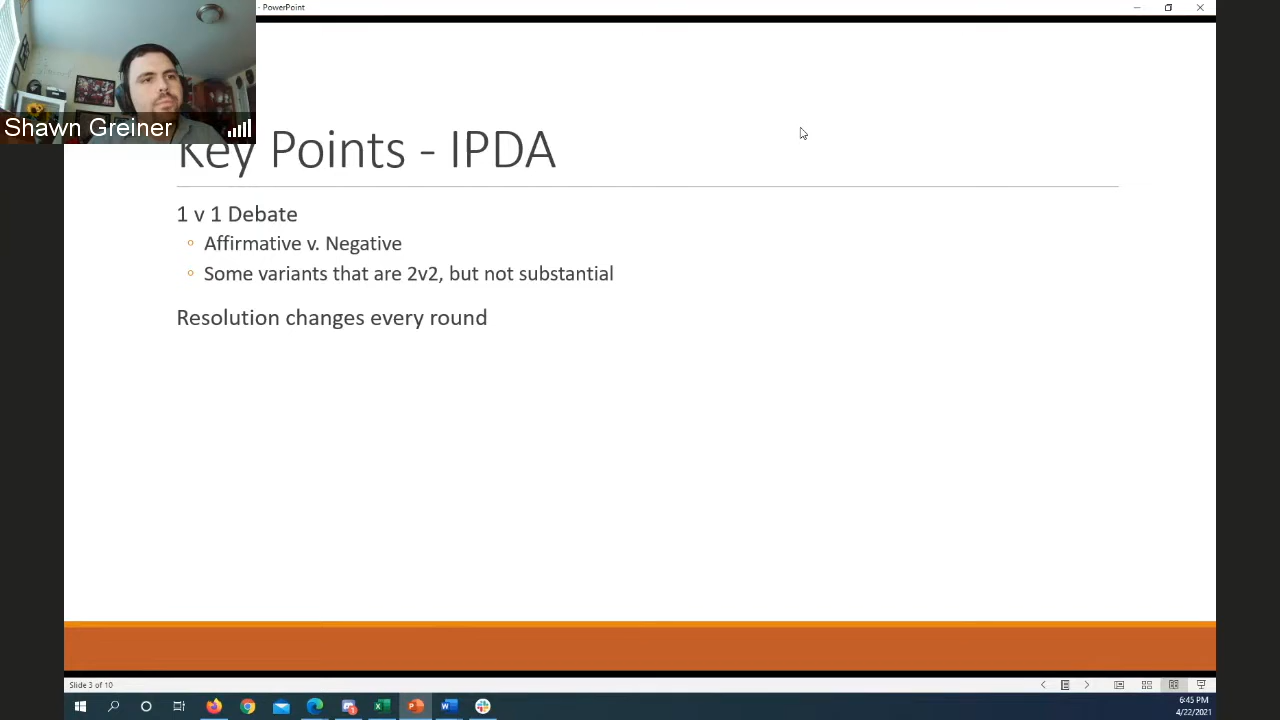 - PowerPoint
Shawn Greiner
Key Points - IPDA
1 v 1 Debate
Affirmative v. Negative
Some variants that are 2v2, but not substantial
Resolution changes every round
Slide 3 of 10
6:45 PM
4/22/2021